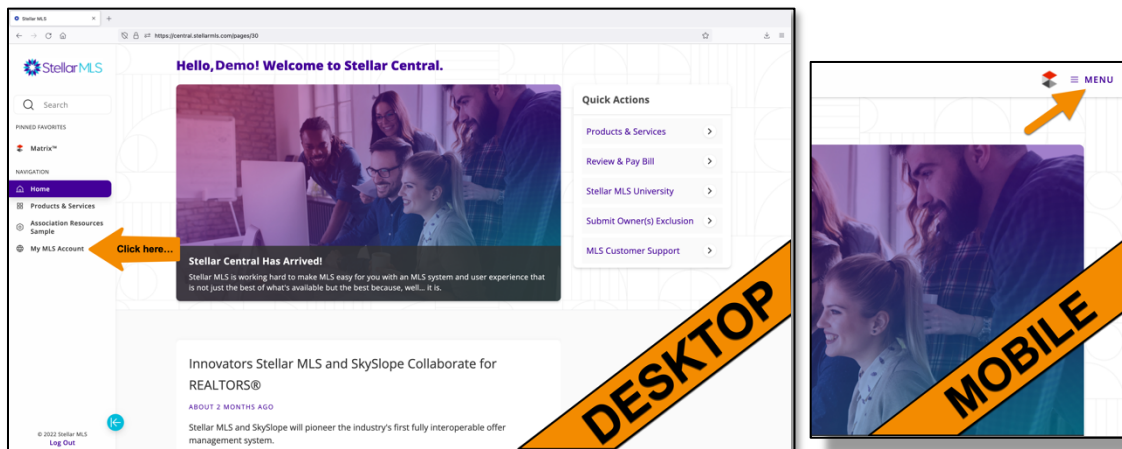 Stellar MLS
https://central.stellarmls.com/pages/30
Stellar MLS
Search
PINNED FAVORITES
Matrix™
NAVIGATION
Home
Products & Services
Association Resources
Sample
My MLS Account
Click here...
© 2022 Stellar MLS
Log Out
Hello, Demo! Welcome to Stellar Central.
Stellar Central Has Arrived!
Stellar MLS is working hard to make MLS easy for you with an MLS system and user experience that
is not just the best of what's available but the best because, well... it is.
Quick Actions
Products & Services
Review & Pay Bill
Stellar MLS University
Submit Owner(s) Exclusion
MLS Customer Support
Innovators Stellar MLS and SkySlope Collaborate for
REALTORS®
ABOUT 2 MONTHS AGO
Stellar MLS and SkySlope will pioneer the industry's first fully interoperable offer
management system.
DESKTOP
MENU
MOBILE